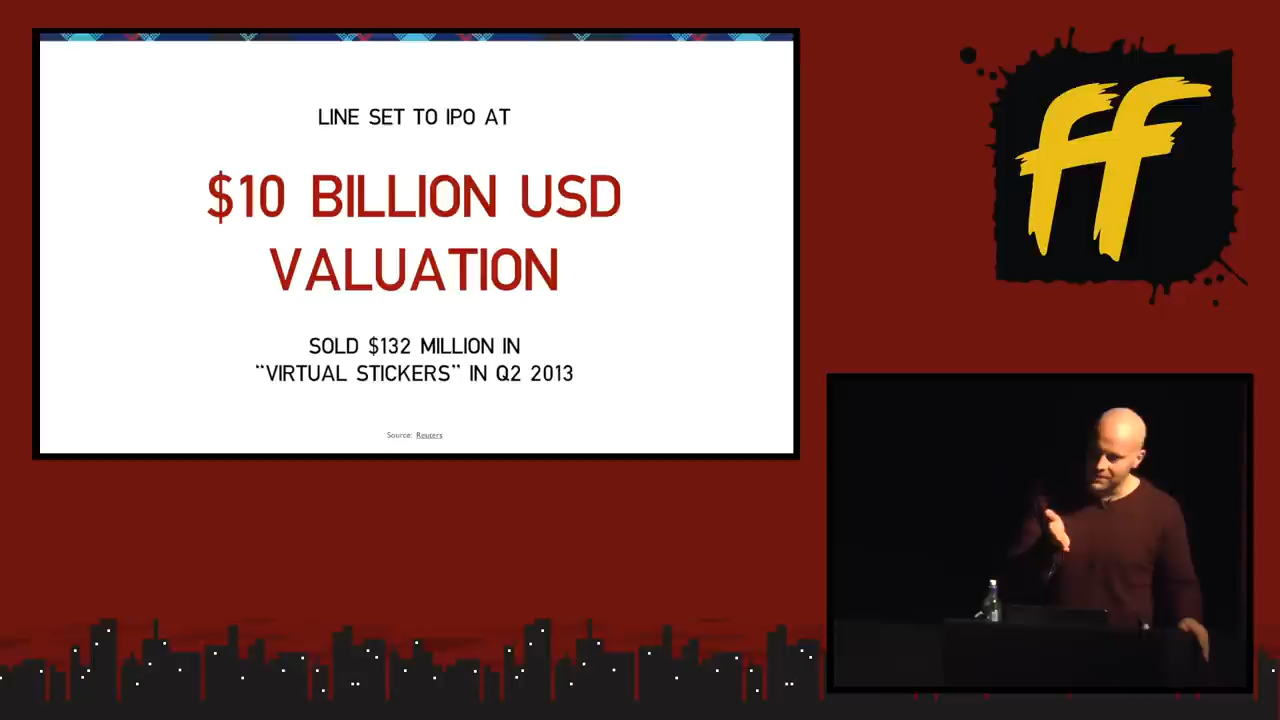 LINE SET TO IPO AT
$10 BILLION USD
VALUATION
SOLD $132 MILLION IN
“VIRTUAL STICKERS” IN Q2 2013
Source: Reuters
ff